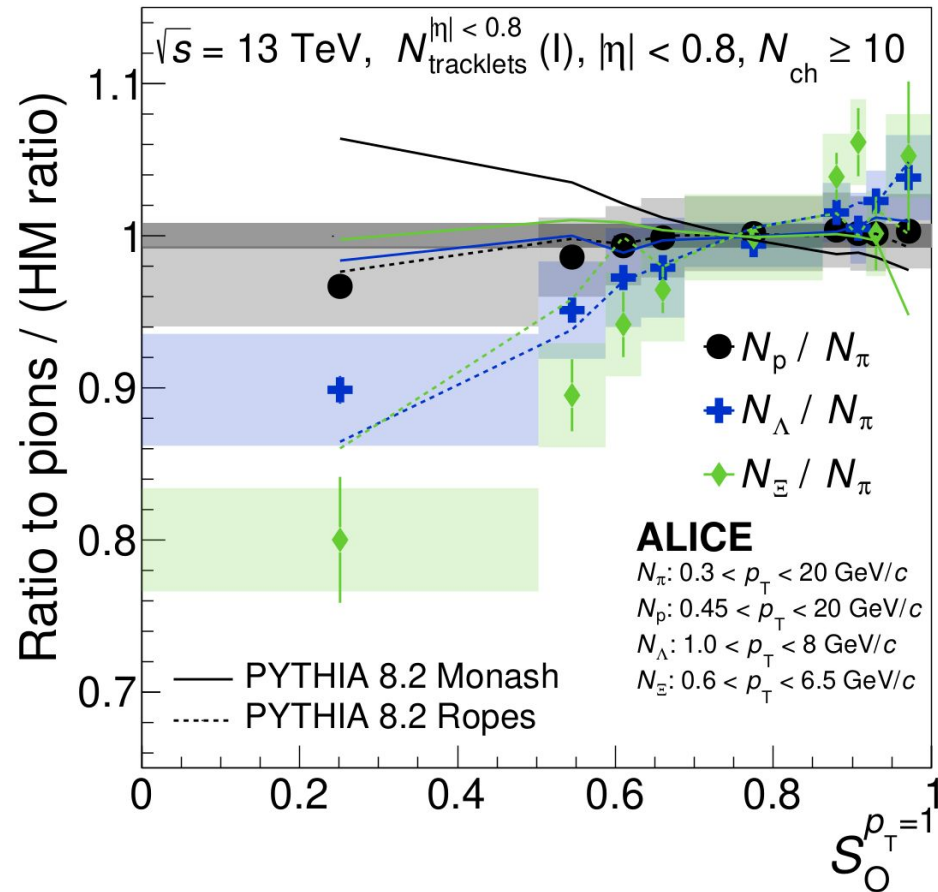 √s = 13 TeV, N_tracklets^|η| < 0.8 (I), |η| < 0.8, N_ch ≥ 10
Ratio to pions / (HM ratio)
1.1
1
0.9
0.8
0.7
N_p / N_π
N_Λ / N_π
N_Ξ / N_π
ALICE
N_π: 0.3 < p_T < 20 GeV/c
N_p: 0.45 < p_T < 20 GeV/c
N_Λ: 1.0 < p_T < 8 GeV/c
N_Ξ: 0.6 < p_T < 6.5 GeV/c
PYTHIA 8.2 Monash
PYTHIA 8.2 Ropes
0 0.2 0.4 0.6 0.8 1
S_O^p_T=1